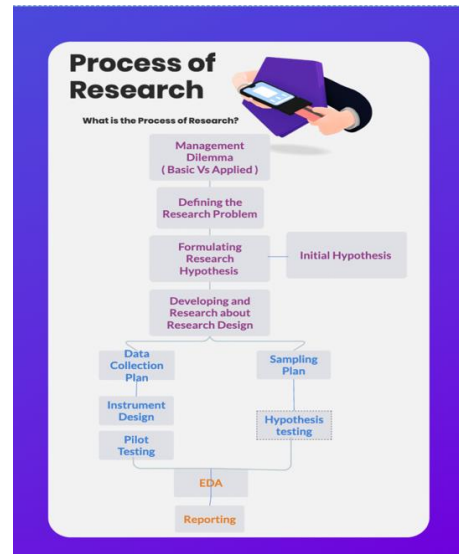 Process of
Research
What is the Process of Research?
Management
Dilemma
( Basic Vs Applied )
Defining the
Research Problem
Formulating
Research
Hypothesis
Initial Hypothesis
Developing and
Research about
Research Design
Data
Collection
Plan
Sampling
Plan
Instrument
Design
Hypothesis
testing
Pilot
Testing
EDA
Reporting